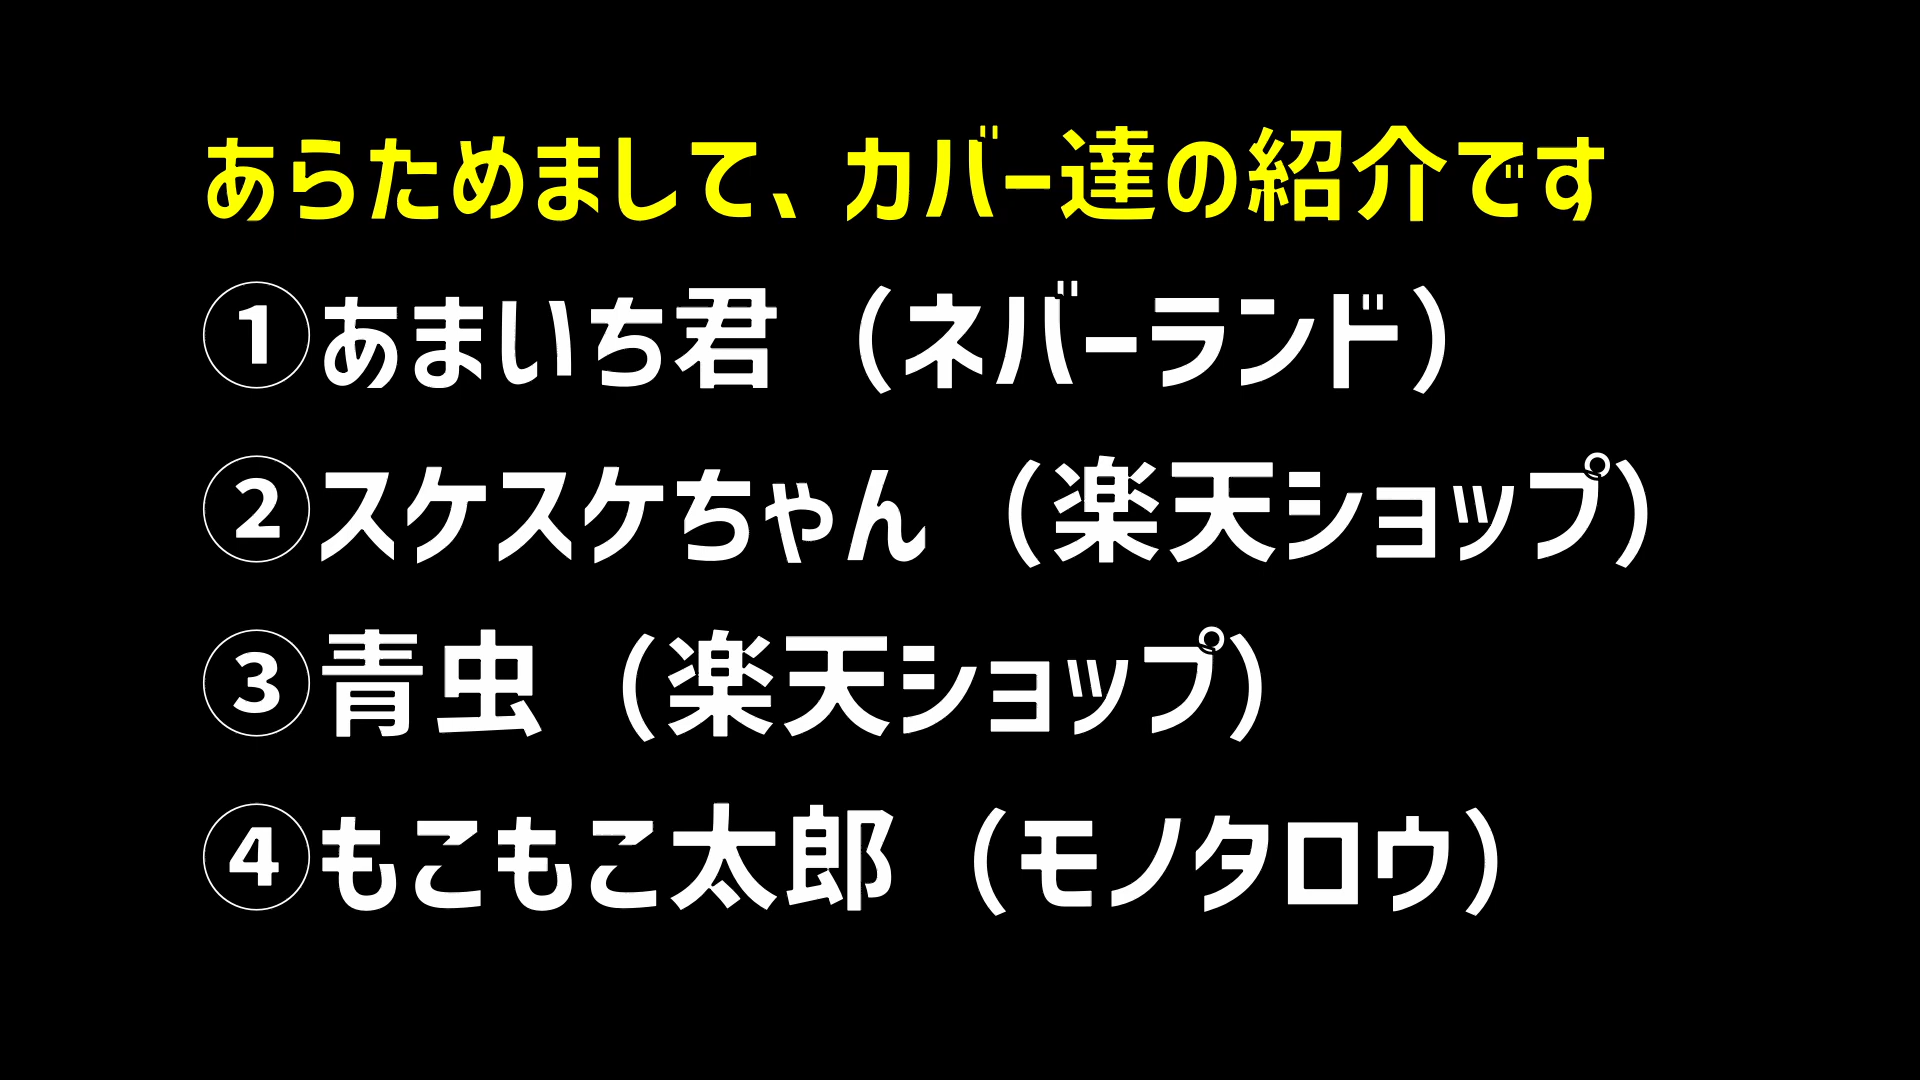 あらためまして、カバー達の紹介です
①あまいち君（ネバーランド）
②スケスケちゃん（楽天ショップ）
③青虫（楽天ショップ）
④もこもこ太郎（モノタロウ）